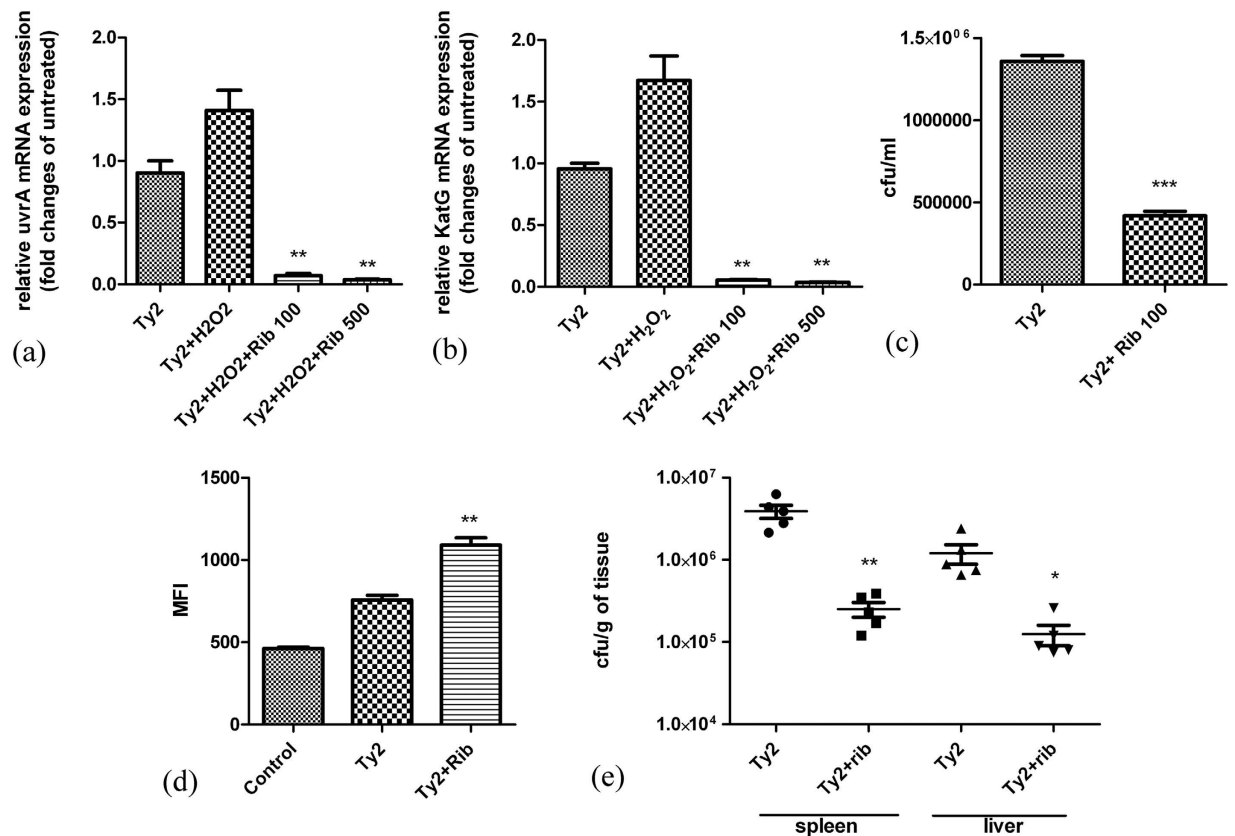 relative uvrA mRNA expression
(fold changes of untreated)
2.0
1.5
1.0
0.5
0.0
**
**
Ty2
Ty2+H2O2
Ty2+H2O2+Rib 100
Ty2+H2O2+Rib 500
(a)
relative KatG mRNA expression
(fold changes of untreated)
2.0
1.5
1.0
0.5
0.0
**
**
Ty2
Ty2+H₂O₂
Ty2+H₂O₂+Rib 100
Ty2+H₂O₂+Rib 500
(b)
cfu/ml
1.5×10⁰⁶
1000000
500000
0
***
Ty2
Ty2+ Rib 100
(c)
MFI
1500
1000
500
0
**
Control
Ty2
Ty2+Rib
(d)
cfu/g of tissue
1.0×10⁷
1.0×10⁶
1.0×10⁵
1.0×10⁴
**
*
Ty2
Ty2+rib
Ty2
Ty2+rib
spleen
liver
(e)